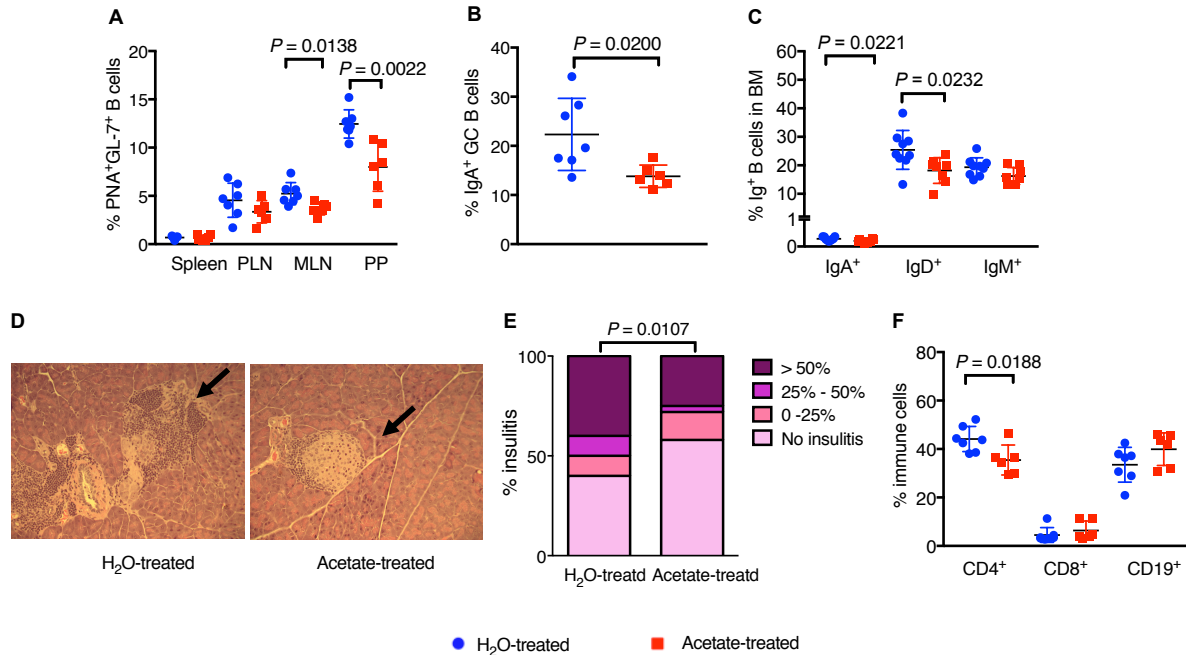 A
% PNA⁺GL-7⁺ B cells
20
15
10
5
0
P = 0.0138
P = 0.0022
Spleen PLN MLN PP
B
% IgA⁺ GC B cells
40
30
20
10
0
P = 0.0200
C
% Ig⁺ B cells in BM
60
50
40
30
20
10
1
0
P = 0.0221
P = 0.0232
IgA⁺ IgD⁺ IgM⁺
D
H₂O-treated
Acetate-treated
E
% insulitis
100
50
0
P = 0.0107
H₂O-treatd Acetate-treatd
> 50%
25% - 50%
0 -25%
No insulitis
F
% immune cells
80
60
40
20
0
P = 0.0188
CD4⁺ CD8⁺ CD19⁺
H₂O-treated
Acetate-treated